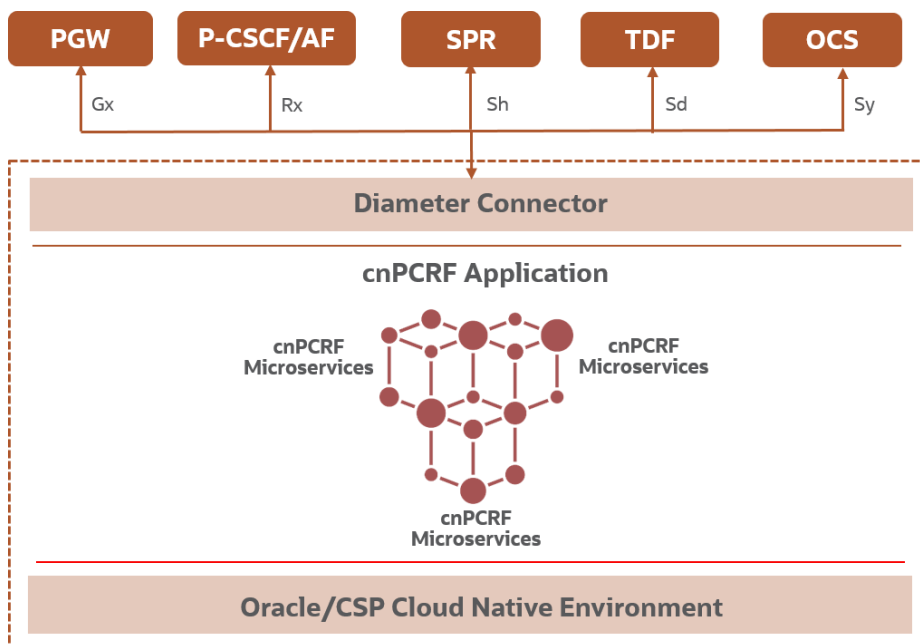 PGW
P-CSCF/AF
SPR
TDF
OCS
Gx
Rx
Sh
Sd
Sy
Diameter Connector
cnPCRF Application
cnPCRF
Microservices
cnPCRF
Microservices
cnPCRF
Microservices
Oracle/CSP Cloud Native Environment